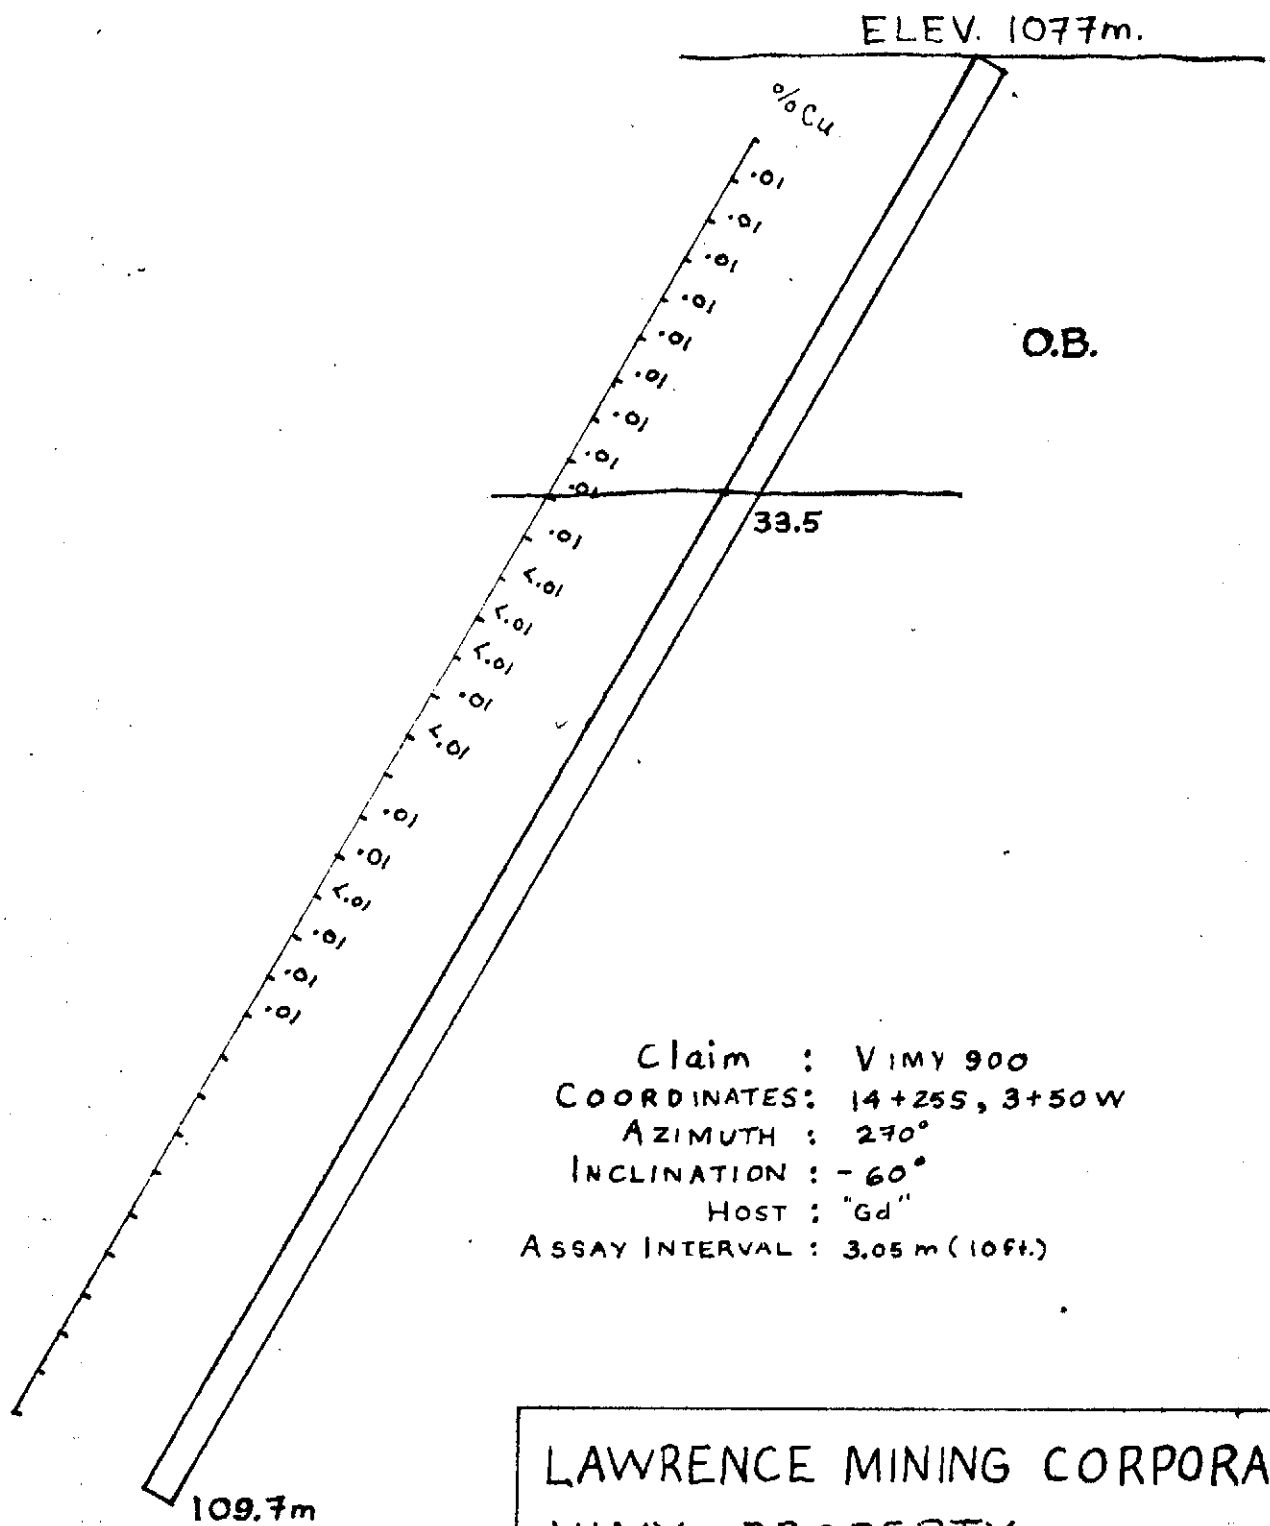 ELEV. 1077m.
% Cu
.01
.01
.01
.01
.01
.01
.01
.01
.01
.01
<.01
<.01
<.01
.01
<.01
.01
.01
<.01
.01
.01
.01
O.B.
33.5
Claim : VIMY 900
COORDINATES: 14+25S, 3+50W
AZIMUTH : 270°
INCLINATION : -60°
HOST : "Gd"
ASSAY INTERVAL : 3.05 m (10ft.)
109.7m
LAWRENCE MINING CORPORA